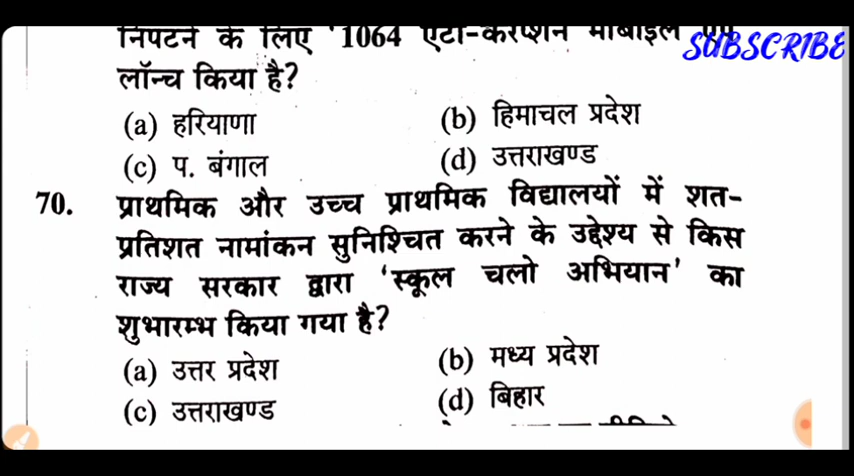 निपटने के लिए '1064 एंटी-करप्शन मोबाइल एप
SUBSCRIBE
लॉन्च किया है?
(a) हरियाणा (b) हिमाचल प्रदेश
(c) प. बंगाल (d) उत्तराखण्ड
70. प्राथमिक और उच्च प्राथमिक विद्यालयों में शत-
प्रतिशत नामांकन सुनिश्चित करने के उद्देश्य से किस
राज्य सरकार द्वारा 'स्कूल चलो अभियान' का
शुभारम्भ किया गया है?
(a) उत्तर प्रदेश (b) मध्य प्रदेश
(c) उत्तराखण्ड (d) बिहार